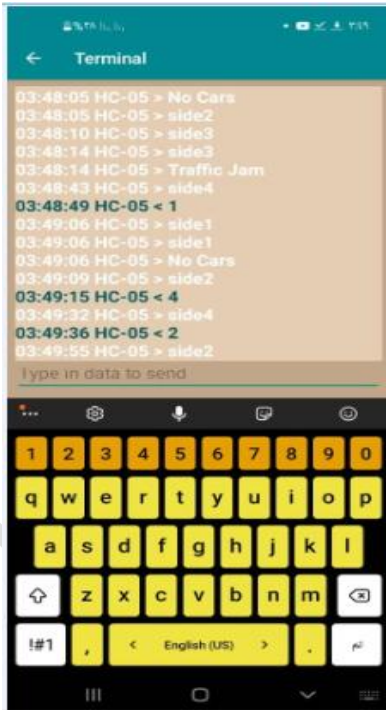 Terminal
03:48:05 HC-05 > No Cars
03:48:05 HC-05 > side2
03:48:10 HC-05 > side3
03:48:14 HC-05 > side3
03:48:14 HC-05 > Traffic Jam
03:48:43 HC-05 > side4
03:48:49 HC-05 < 1
03:49:06 HC-05 > side1
03:49:06 HC-05 > side1
03:49:06 HC-05 > No Cars
03:49:09 HC-05 > side2
03:49:15 HC-05 < 4
03:49:32 HC-05 > side4
03:49:36 HC-05 < 2
03:49:55 HC-05 > side2
Type in data to send
1 2 3 4 5 6 7 8 9 0
q w e r t y u i o p
a s d f g h j k l
z x c v b n m
!#1 , < English (US) > . تم